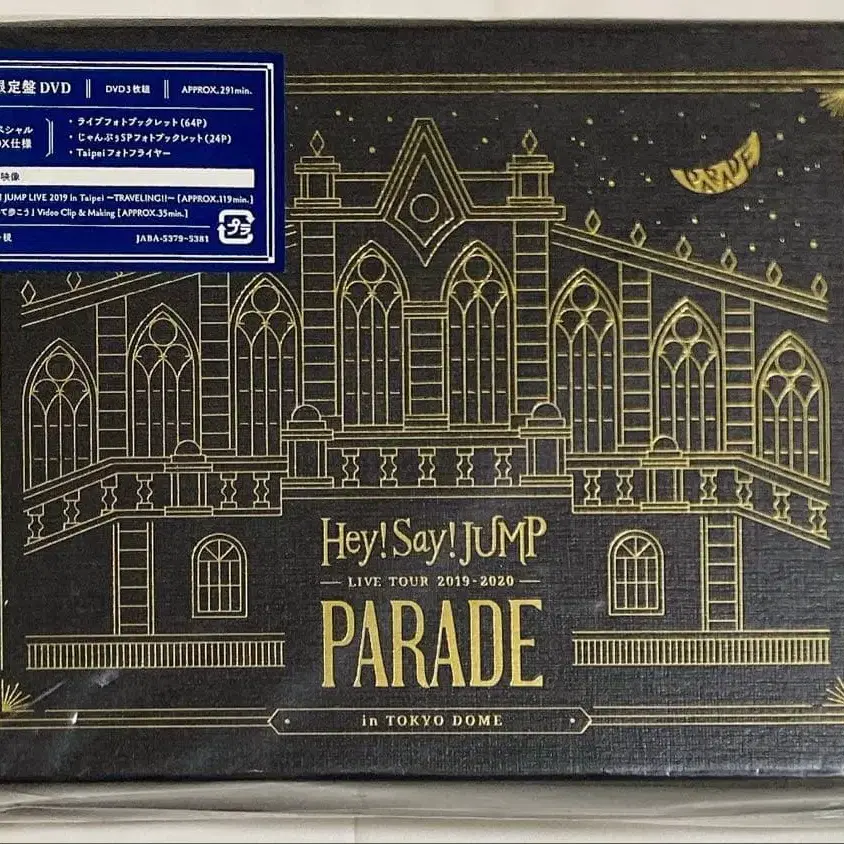 限定盤 DVD DVD3枚組 APPROX.291min.
ペシャル
OX仕様
・ライブフォトブックレット(64P)
・じゃんぷぅSPフォトブックレット(24P)
・Taipeiフォトフライヤー
映像
JUMP LIVE 2019 in Taipei ~TRAVELING!!~ [APPROX.119min.]
て歩こう」Video Clip & Making [APPROX.35min.]
税
JABA-5379~5381
プラ
PARADE
Hey! Say! JUMP
LIVE TOUR 2019-2020
PARADE
in TOKYO DOME